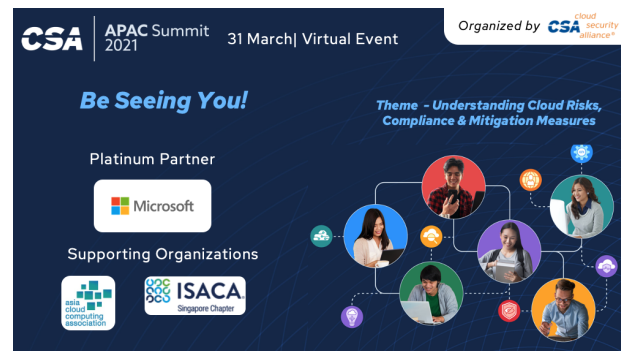 CSA
APAC Summit
2021
31 March| Virtual Event
Organized by
cloud
CSA security
alliance®
Be Seeing You!
Theme - Understanding Cloud Risks,
Compliance & Mitigation Measures
Platinum Partner
Microsoft
Supporting Organizations
asia
cloud
computing
association
ISACA.
Singapore Chapter